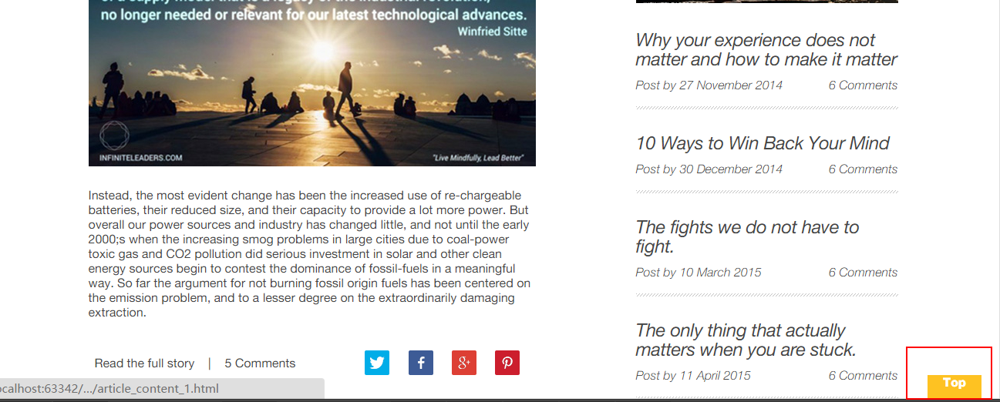 of a supply model that is a legacy of the industrial revolution,
no longer needed or relevant for our latest technological advances.
Winfried Sitte
INFINITELEADERS.COM
"Live Mindfully, Lead Better"
Instead, the most evident change has been the increased use of re-chargeable
batteries, their reduced size, and their capacity to provide a lot more power. But
overall our power sources and industry has changed little, and not until the early
2000;s when the increasing smog problems in large cities due to coal-power
toxic gas and CO2 pollution did serious investment in solar and other clean
energy sources begin to contest the dominance of fossil-fuels in a meaningful
way. So far the argument for not burning fossil origin fuels has been centered on
the emission problem, and to a lesser degree on the extraordinarily damaging
extraction.
Read the full story | 5 Comments
ocalhost:63342/.../article_content_1.html
Why your experience does not
matter and how to make it matter
Post by 27 November 2014 6 Comments
10 Ways to Win Back Your Mind
Post by 30 December 2014 6 Comments
The fights we do not have to
fight.
Post by 10 March 2015 6 Comments
The only thing that actually
matters when you are stuck.
Post by 11 April 2015 6 Comments
Top